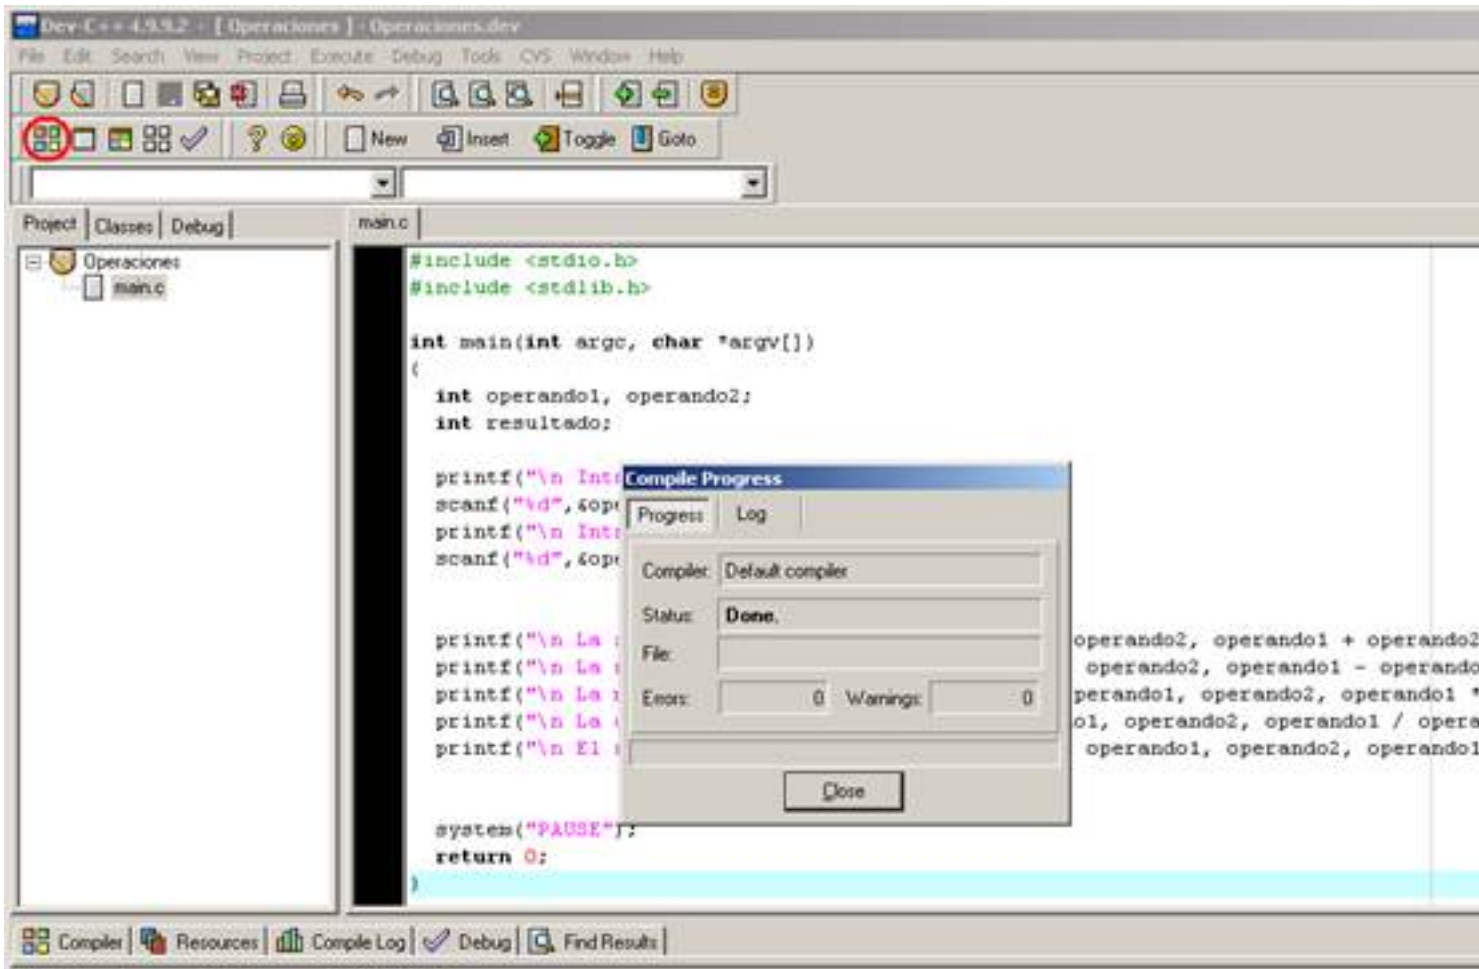 Dev-C++ 4.9.9.2 - [ Operaciones ] - Operaciones.dev
File Edit Search View Project Execute Debug Tools CVS Window Help
New Insert Toggle Goto
Project Classes Debug
main.c
Operaciones
main.c
#include <stdio.h>
#include <stdlib.h>
int main(int argc, char *argv[])
{
int operando1, operando2;
int resultado;
printf("\n Int
scanf("%d",&ope
printf("\n Int
scanf("%d",&ope
printf("\n La operando2, operando1 + operando2
printf("\n La operando2, operando1 - operando
printf("\n La perando1, operando2, operando1 *
printf("\n La o1, operando2, operando1 / opera
printf("\n El operando1, operando2, operando1
system("PAUSE");
return 0;
}
Compile Progress
Progress Log
Compiler: Default compiler
Status: Done.
File:
Errors: 0 Warnings: 0
Close
Compiler Resources Compile Log Debug Find Results